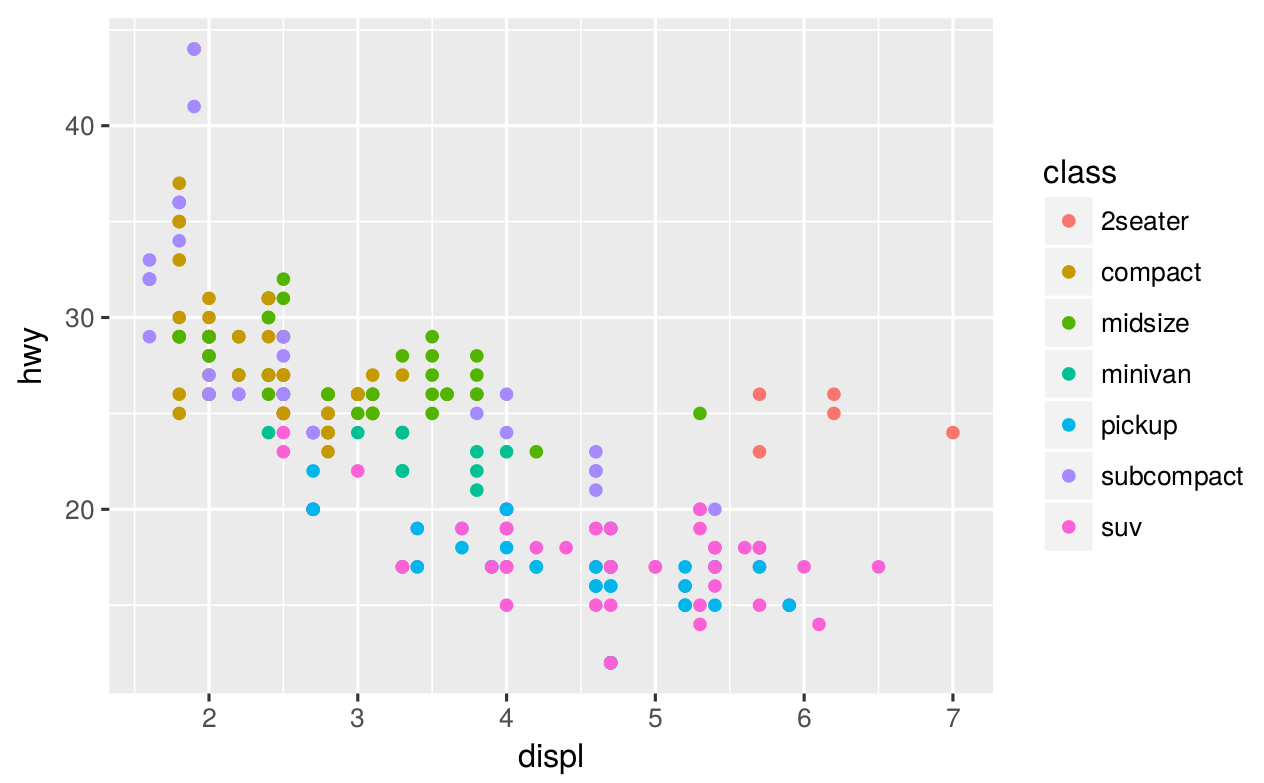 hwy
40
30
20
2 3 4 5 6 7
displ
class
2seater
compact
midsize
minivan
pickup
subcompact
suv